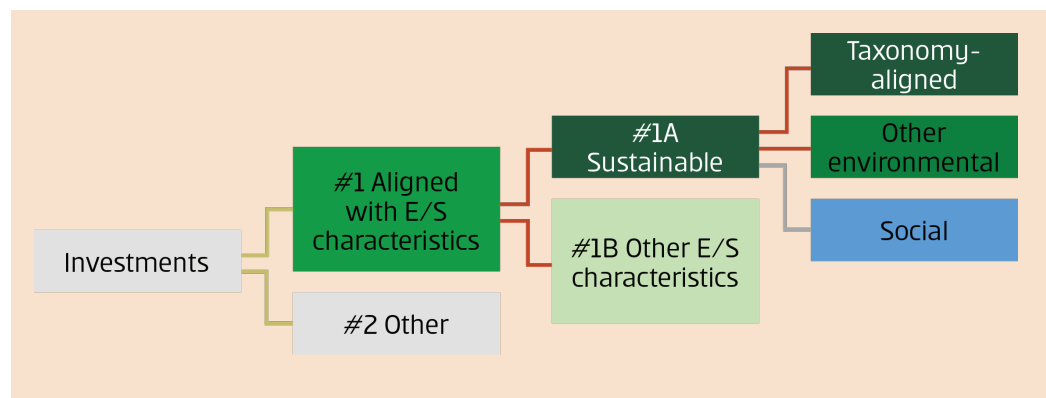 Taxonomy-
aligned
#1A
Sustainable
Other
environmental
#1 Aligned
with E/S
characteristics
Social
#1B Other E/S
characteristics
Investments
#2 Other